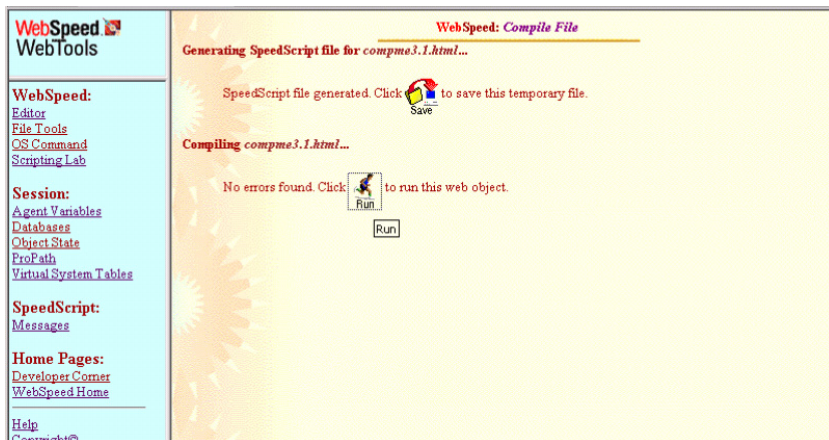 WebSpeed
WebTools
WebSpeed:
Editor
File Tools
OS Command
Scripting Lab
Session:
Agent Variables
Databases
Object State
ProPath
Virtual System Tables
SpeedScript:
Messages
Home Pages:
Developer Corner
WebSpeed Home
Help
Copyright©
WebSpeed: Compile File
Generating SpeedScript file for compme3.1.html...
SpeedScript file generated. Click to save this temporary file.
Save
Compiling compme3.1.html...
No errors found. Click to run this web object.
Run
Run